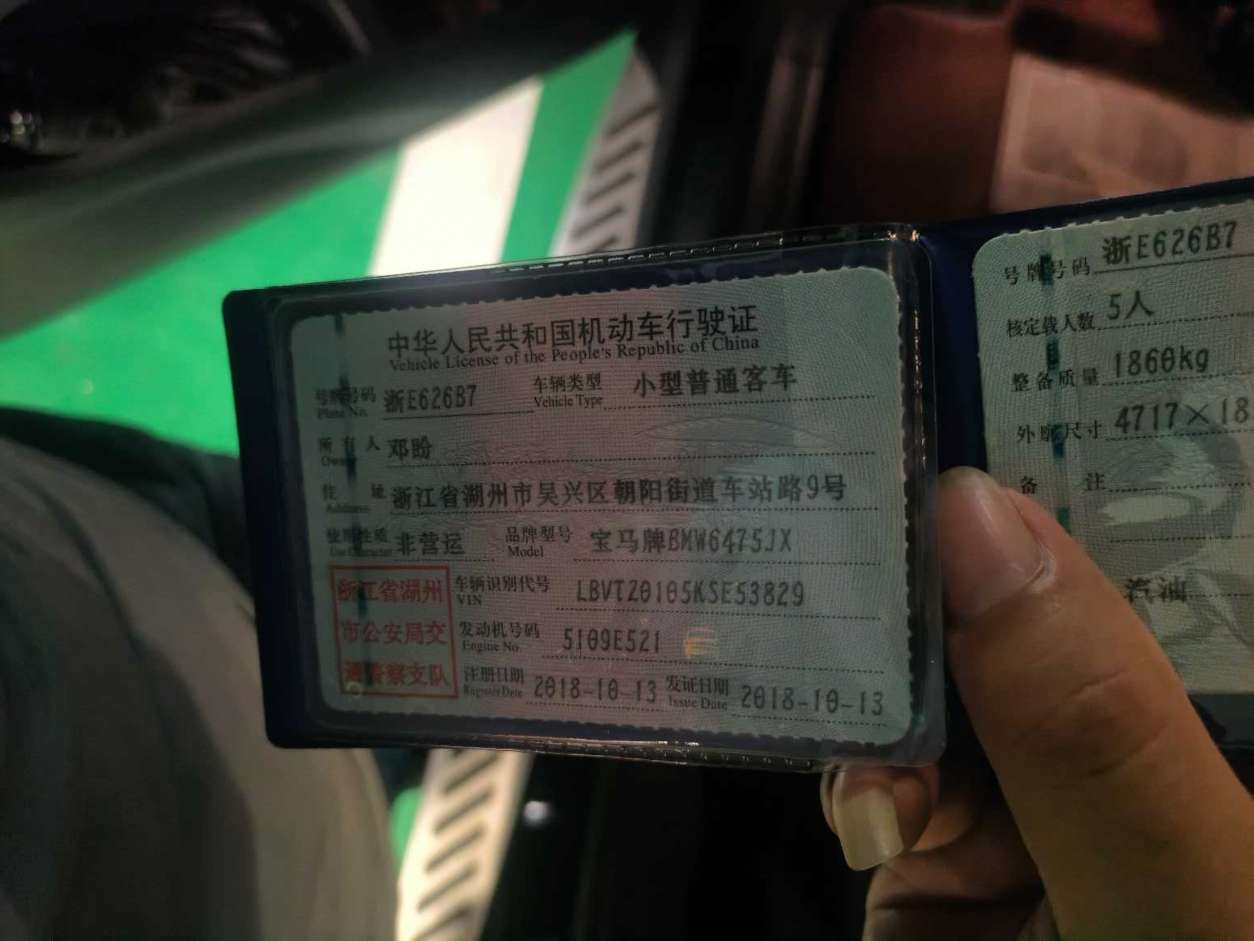 中华人民共和国机动车行驶证
Vehicle License of the People's Republic of China
号牌号码 浙E626B7 车辆类型 小型普通客车
Plate No. Vehicle Type
所有人 邓盼
Owner
住址 浙江省湖州市吴兴区朝阳街道车站路9号
Address
使用性质 非营运 品牌型号 宝马牌BMW6475JX
Use Character Model
车辆识别代号 LBVTZ0105KSE53829
VIN
发动机号码 5109E521
Engine No.
注册日期 2018-10-13 发证日期 2018-10-13
Register Date Issue Date
浙江省湖州
市公安局交
通警察支队
号牌号码 浙E626B7
核定载人数 5人
整备质量 1860kg
外廓尺寸 4717×18
备注
汽油